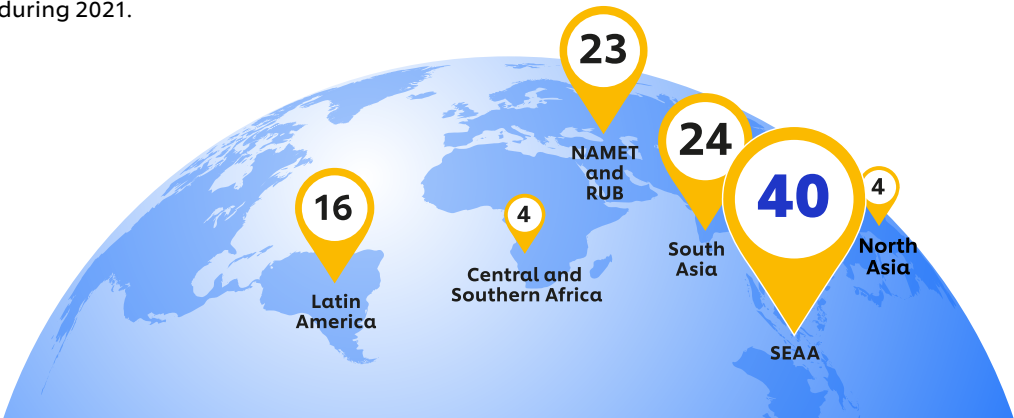 during 2021.
23
NAMET
and
RUB
24
South
Asia
40
SEAA
4
North
Asia
16
Latin
America
4
Central and
Southern Africa